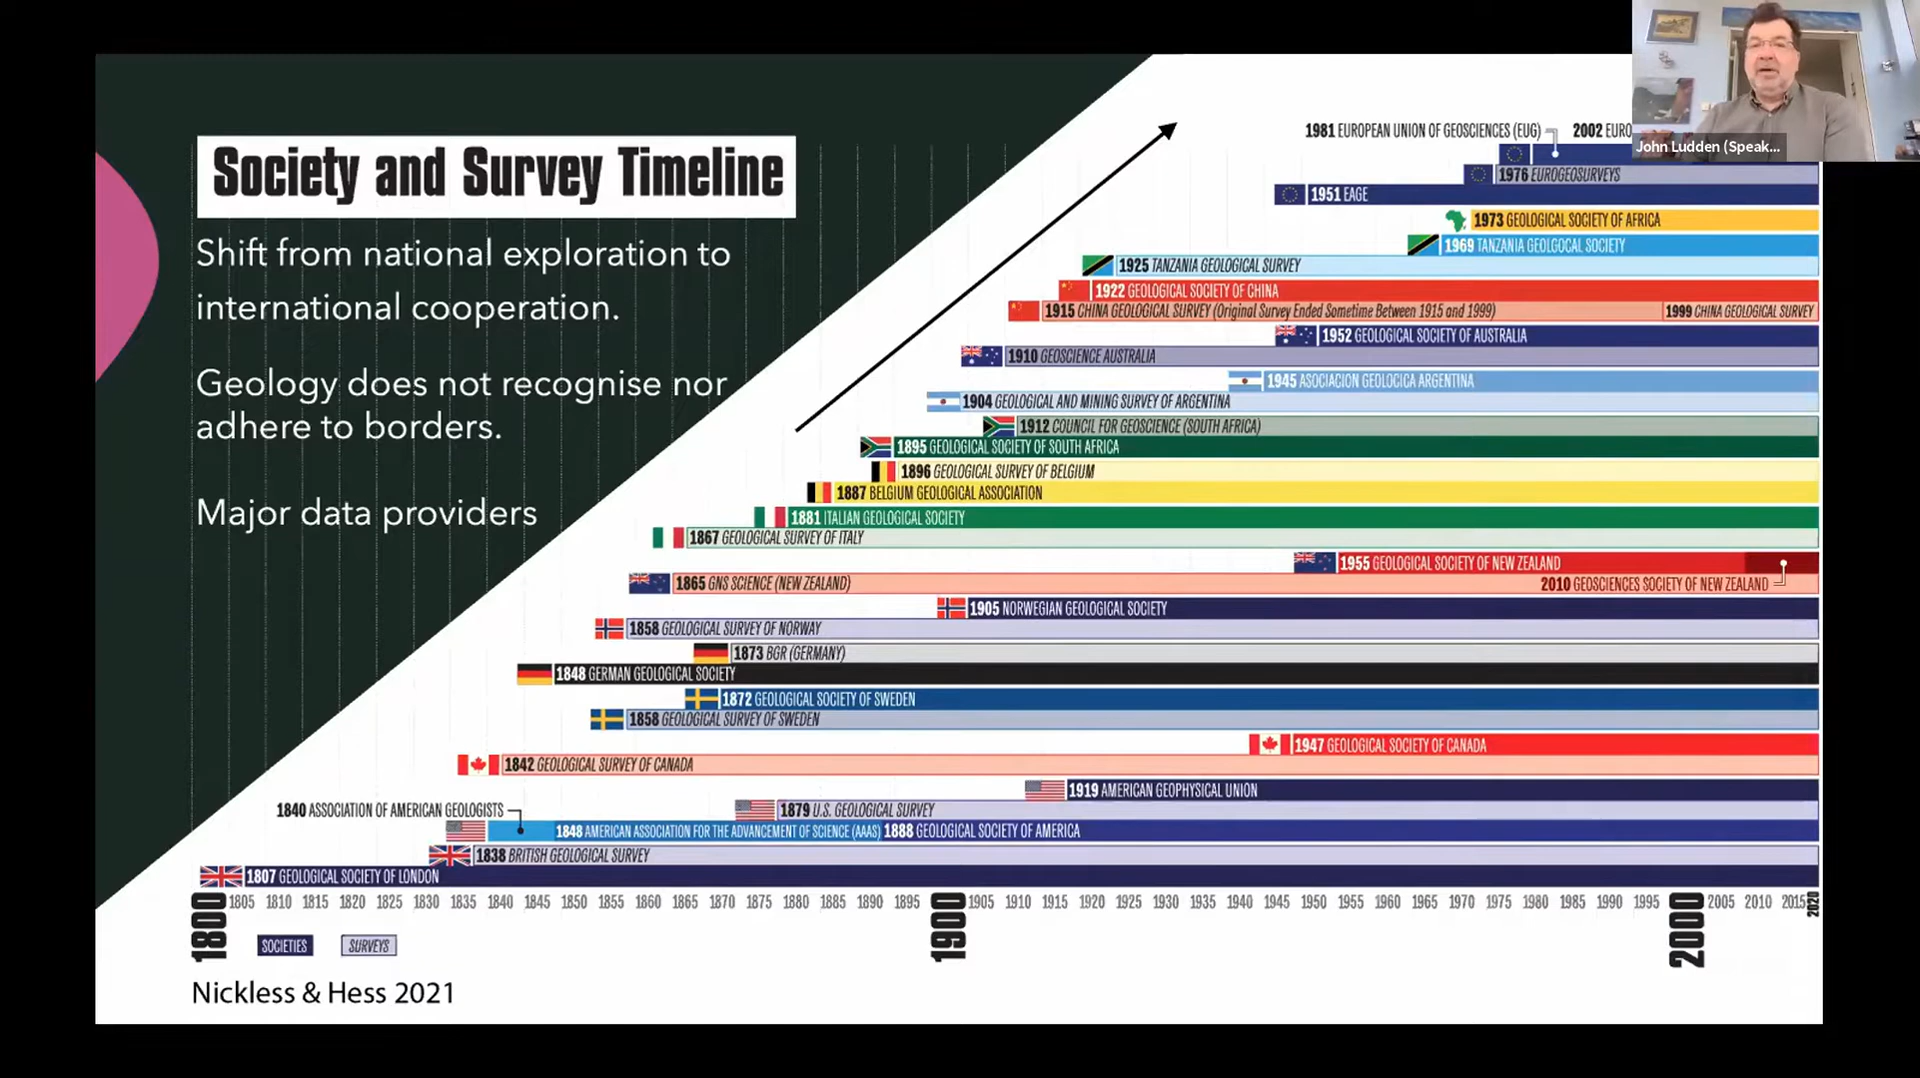 Society and Survey Timeline
Shift from national exploration to
international cooperation.
Geology does not recognise nor
adhere to borders.
Major data providers
John Ludden (Speak...
1981 EUROPEAN UNION OF GEOSCIENCES (EUG)
2002 EURO
1976 EUROGEOSURVEYS
1951 EAGE
1973 GEOLOGICAL SOCIETY OF AFRICA
1969 TANZANIA GEOLGOCAL SOCIETY
1925 TANZANIA GEOLOGICAL SURVEY
1922 GEOLOGICAL SOCIETY OF CHINA
1915 CHINA GEOLOGICAL SURVEY (Original Survey Ended Sometime Between 1915 and 1999)
1999 CHINA GEOLOGICAL SURVEY
1952 GEOLOGICAL SOCIETY OF AUSTRALIA
1910 GEOSCIENCE AUSTRALIA
1945 ASOCIACION GEOLOCICA ARGENTINA
1904 GEOLOGICAL AND MINING SURVEY OF ARGENTINA
1912 COUNCIL FOR GEOSCIENCE (SOUTH AFRICA)
1895 GEOLOGICAL SOCIETY OF SOUTH AFRICA
1896 GEOLOGICAL SURVEY OF BELGIUM
1887 BELGIUM GEOLOGICAL ASSOCIATION
1881 ITALIAN GEOLOGICAL SOCIETY
1867 GEOLOGICAL SURVEY OF ITALY
1955 GEOLOGICAL SOCIETY OF NEW ZEALAND
1865 GNS SCIENCE (NEW ZEALAND)
2010 GEOSCIENCES SOCIETY OF NEW ZEALAND
1905 NORWEGIAN GEOLOGICAL SOCIETY
1858 GEOLOGICAL SURVEY OF NORWAY
1873 BGR (GERMANY)
1848 GERMAN GEOLOGICAL SOCIETY
1872 GEOLOGICAL SOCIETY OF SWEDEN
1858 GEOLOGICAL SURVEY OF SWEDEN
1947 GEOLOGICAL SOCIETY OF CANADA
1842 GEOLOGICAL SURVEY OF CANADA
1919 AMERICAN GEOPHYSICAL UNION
1840 ASSOCIATION OF AMERICAN GEOLOGISTS
1879 U.S. GEOLOGICAL SURVEY
1848 AMERICAN ASSOCIATION FOR THE ADVANCEMENT OF SCIENCE (AAAS) 1888 GEOLOGICAL SOCIETY OF AMERICA
1838 BRITISH GEOLOGICAL SURVEY
1807 GEOLOGICAL SOCIETY OF LONDON
1800 1805 1810 1815 1820 1825 1830 1835 1840 1845 1850 1855 1860 1865 1870 1875 1880 1885 1890 1895 1900 1905 1910 1915 1920 1925 1930 1935 1940 1945 1950 1955 1960 1965 1970 1975 1980 1985 1990 1995 2000 2005 2010 2015 2020
SOCIETIES
SURVEYS
Nickless & Hess 2021